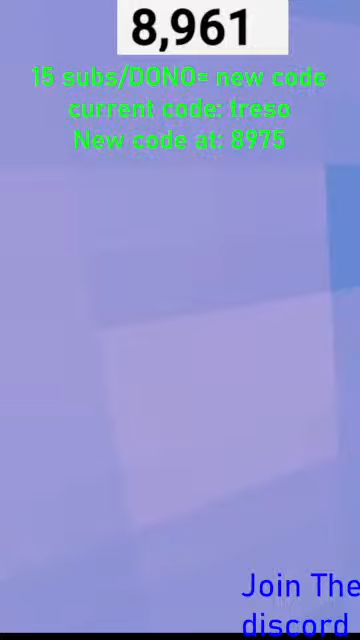 8,961
15 subs/DONO= new code
current code: treso
New code at: 8975
Join The
discord